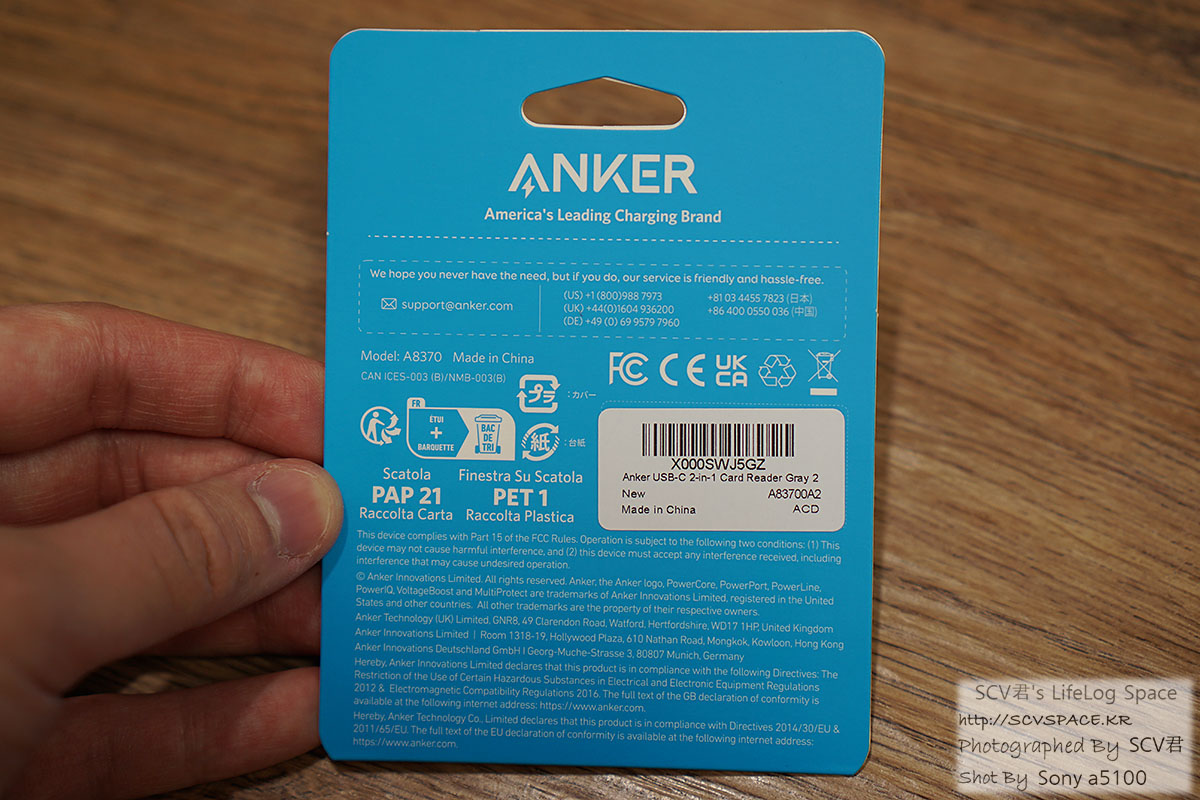 ANKER
America's Leading Charging Brand
We hope you never have the need, but if you do, our service is friendly and hassle-free.
support@anker.com
(US) +1 (800)988 7973
(UK) +44(0)1604 936200
(DE) +49 (0) 69 9579 7960
+81 03 4455 7823 (日本)
+86 400 0550 036 (中国)
Model: A8370 Made in China
CAN ICES-003 (B)/NMB-003(B)
FC CE UK CA
プラ : カバー
FR
ÉTUI + BARQUETTE
BAC DE TRI
紙 : 台紙
Scatola
PAP 21
Raccolta Carta
Finestra Su Scatola
PET 1
Raccolta Plastica
X000SWJ5GZ
Anker USB-C 2-in-1 Card Reader Gray 2
New A83700A2
Made in China ACD
This device complies with Part 15 of the FCC Rules. Operation is subject to the following two conditions: (1) This
device may not cause harmful interference, and (2) this device must accept any interference received, including
interference that may cause undesired operation.
© Anker Innovations Limited. All rights reserved. Anker, the Anker logo, PowerCore, PowerPort, PowerLine,
PowerIQ, VoltageBoost and MultiProtect are trademarks of Anker Innovations Limited, registered in the United
States and other countries. All other trademarks are the property of their respective owners.
Anker Technology (UK) Limited, GNR8, 49 Clarendon Road, Watford, Hertfordshire, WD17 1HP, United Kingdom
Anker Innovations Limited | Room 1318-19, Hollywood Plaza, 610 Nathan Road, Mongkok, Kowloon, Hong Kong
Anker Innovations Deutschland GmbH I Georg-Muche-Strasse 3, 80807 Munich, Germany
Hereby, Anker Innovations Limited declares that this product is in compliance with the following Directives: The
Restriction of the Use of Certain Hazardous Substances in Electrical and Electronic Equipment Regulations
2012 & Electromagnetic Compatibility Regulations 2016. The full text of the GB declaration of conformity is
available at the following internet address: https://www.anker.com.
Hereby, Anker Technology Co., Limited declares that this product is in compliance with Directives 2014/30/EU &
2011/65/EU. The full text of the EU declaration of conformity is available at the following internet address:
https://www.anker.com.
SCV君's LifeLog Space
http://SCVSPACE.KR
Photographed By SCV君
Shot By Sony a5100